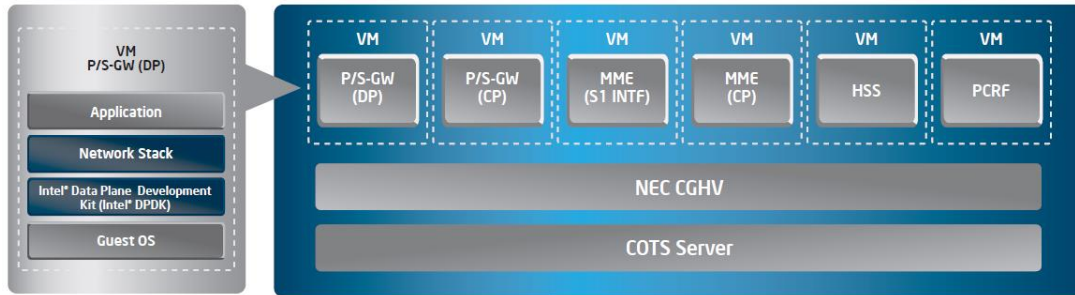 VM
P/S-GW (DP)
Application
Network Stack
Intel® Data Plane Development
Kit (Intel® DPDK)
Guest OS
VM
P/S-GW
(DP)
VM
P/S-GW
(CP)
VM
MME
(S1 INTF)
VM
MME
(CP)
VM
HSS
VM
PCRF
NEC CGHV
COTS Server